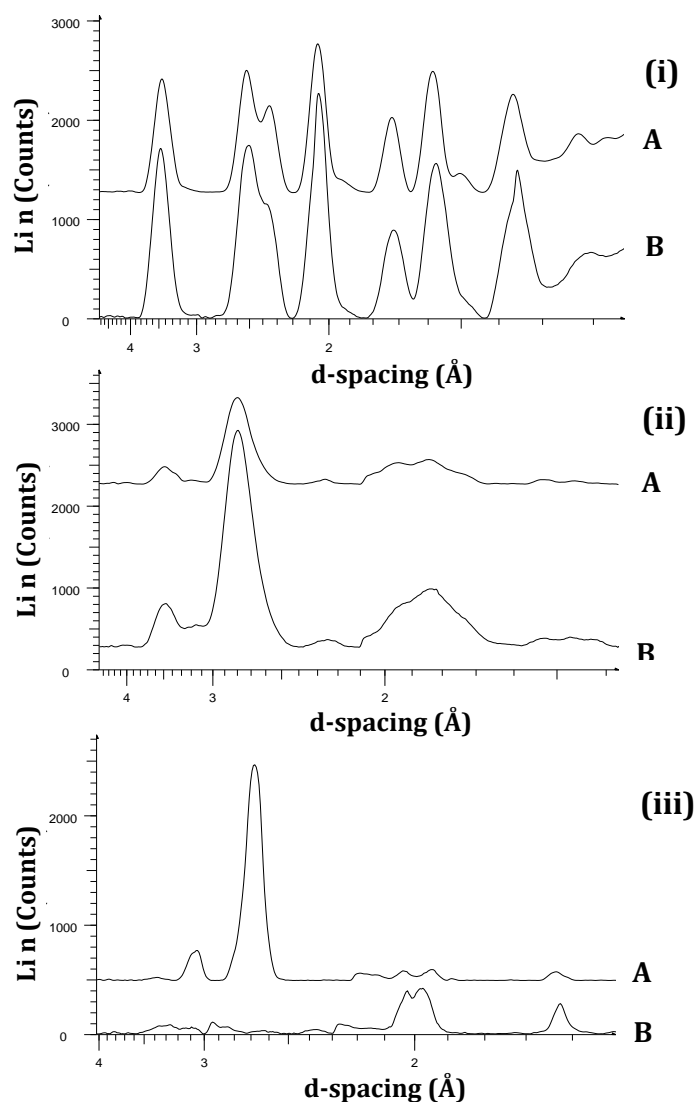 3000
(i)
2000
A
1000
B
0
4 3 2
d-spacing (Å)
Li n (Counts)
(ii)
3000
A
2000
1000
B
0
4 3 2
d-spacing (Å)
Li n (Counts)
(iii)
2000
1000
A
B
0
4 3 2
d-spacing (Å)
Li n (Counts)